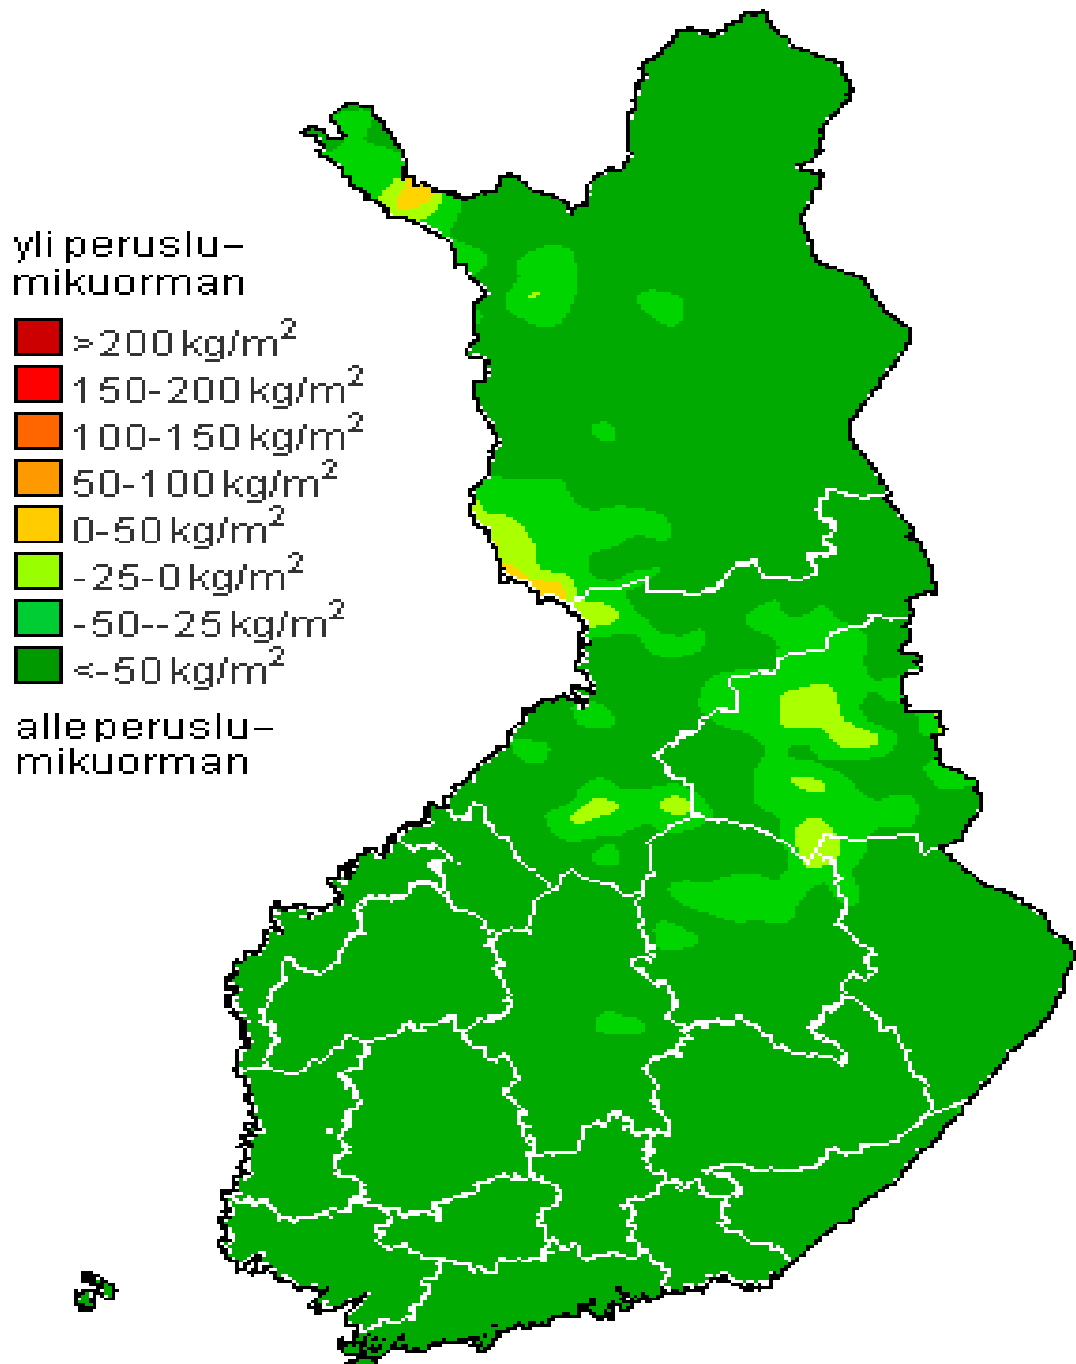 yli peruslu-
mikuorman
>200 kg/m²
150-200 kg/m²
100-150 kg/m²
50-100 kg/m²
0-50 kg/m²
-25-0 kg/m²
-50--25 kg/m²
<-50 kg/m²
alle peruslu-
mikuorman